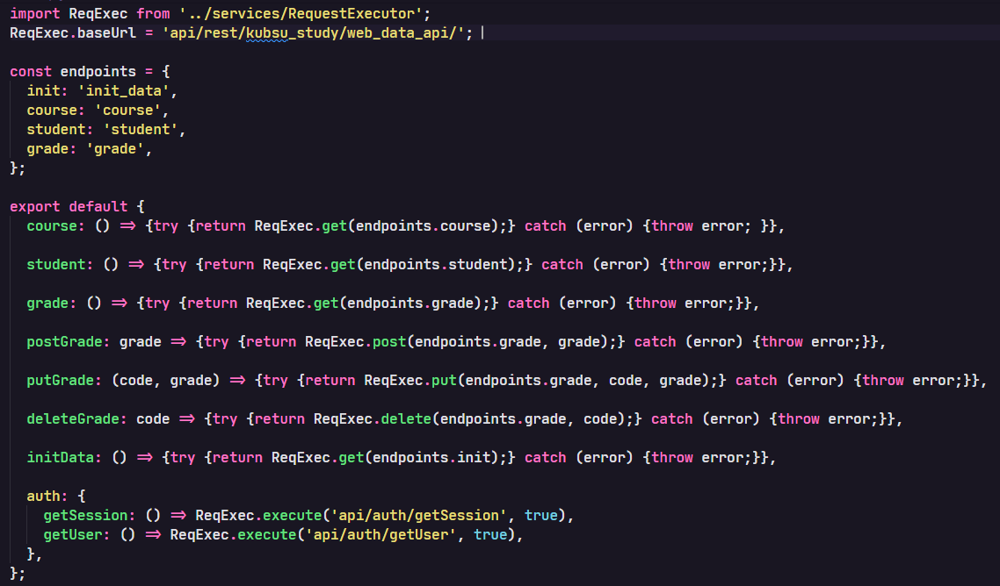 import ReqExec from '../services/RequestExecutor';
ReqExec.baseUrl = 'api/rest/kubsu_study/web_data_api/';
const endpoints = {
  init: 'init_data',
  course: 'course',
  student: 'student',
  grade: 'grade',
};
export default {
  course: () => {try {return ReqExec.get(endpoints.course);} catch (error) {throw error; }},
  student: () => {try {return ReqExec.get(endpoints.student);} catch (error) {throw error;}},
  grade: () => {try {return ReqExec.get(endpoints.grade);} catch (error) {throw error;}},
  postGrade: grade => {try {return ReqExec.post(endpoints.grade, grade);} catch (error) {throw error;}},
  putGrade: (code, grade) => {try {return ReqExec.put(endpoints.grade, code, grade);} catch (error) {throw error;}},
  deleteGrade: code => {try {return ReqExec.delete(endpoints.grade, code);} catch (error) {throw error;}},
  initData: () => {try {return ReqExec.get(endpoints.init);} catch (error) {throw error;}},
  auth: {
    getSession: () => ReqExec.execute('api/auth/getSession', true),
    getUser: () => ReqExec.execute('api/auth/getUser', true),
  },
};